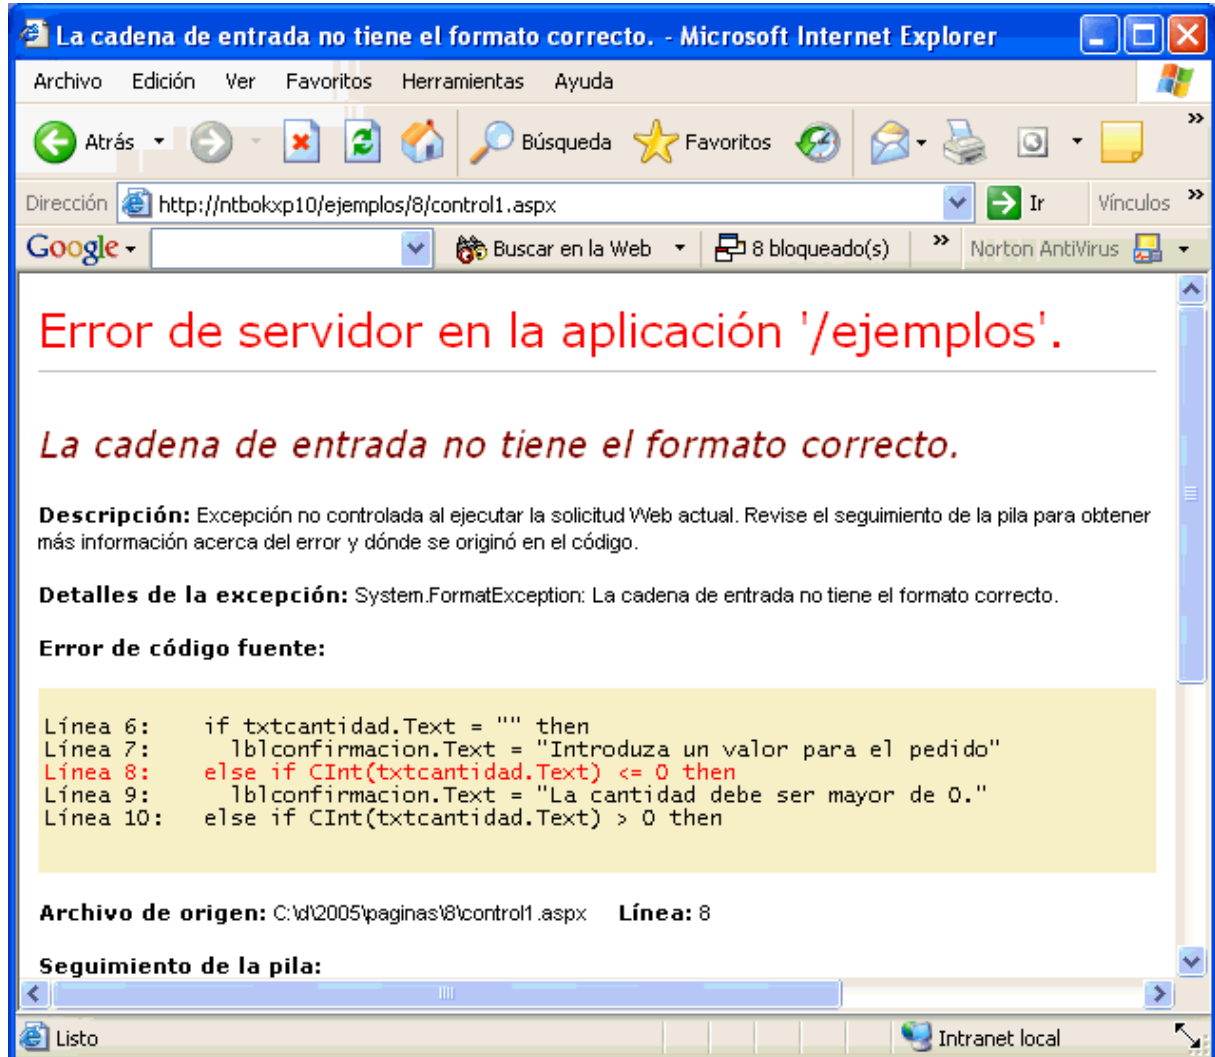 La cadena de entrada no tiene el formato correcto. - Microsoft Internet Explorer
Archivo Edición Ver Favoritos Herramientas Ayuda
Atrás Búsqueda Favoritos »
Dirección http://ntbokxp10/ejemplos/8/control1.aspx Ir Vínculos »
Google Buscar en la Web 8 bloqueado(s) » Norton AntiVirus
Error de servidor en la aplicación '/ejemplos'.
La cadena de entrada no tiene el formato correcto.
Descripción: Excepción no controlada al ejecutar la solicitud Web actual. Revise el seguimiento de la pila para obtener
más información acerca del error y dónde se originó en el código.
Detalles de la excepción: System.FormatException: La cadena de entrada no tiene el formato correcto.
Error de código fuente:
Línea 6: if txtcantidad.Text = "" then
Línea 7: lblconfirmacion.Text = "Introduza un valor para el pedido"
Línea 8: else if CInt(txtcantidad.Text) <= 0 then
Línea 9: lblconfirmacion.Text = "La cantidad debe ser mayor de 0."
Línea 10: else if CInt(txtcantidad.Text) > 0 then
Archivo de origen: C:\d\2005\paginas\8\control1.aspx Línea: 8
Seguimiento de la pila:
Listo Intranet local